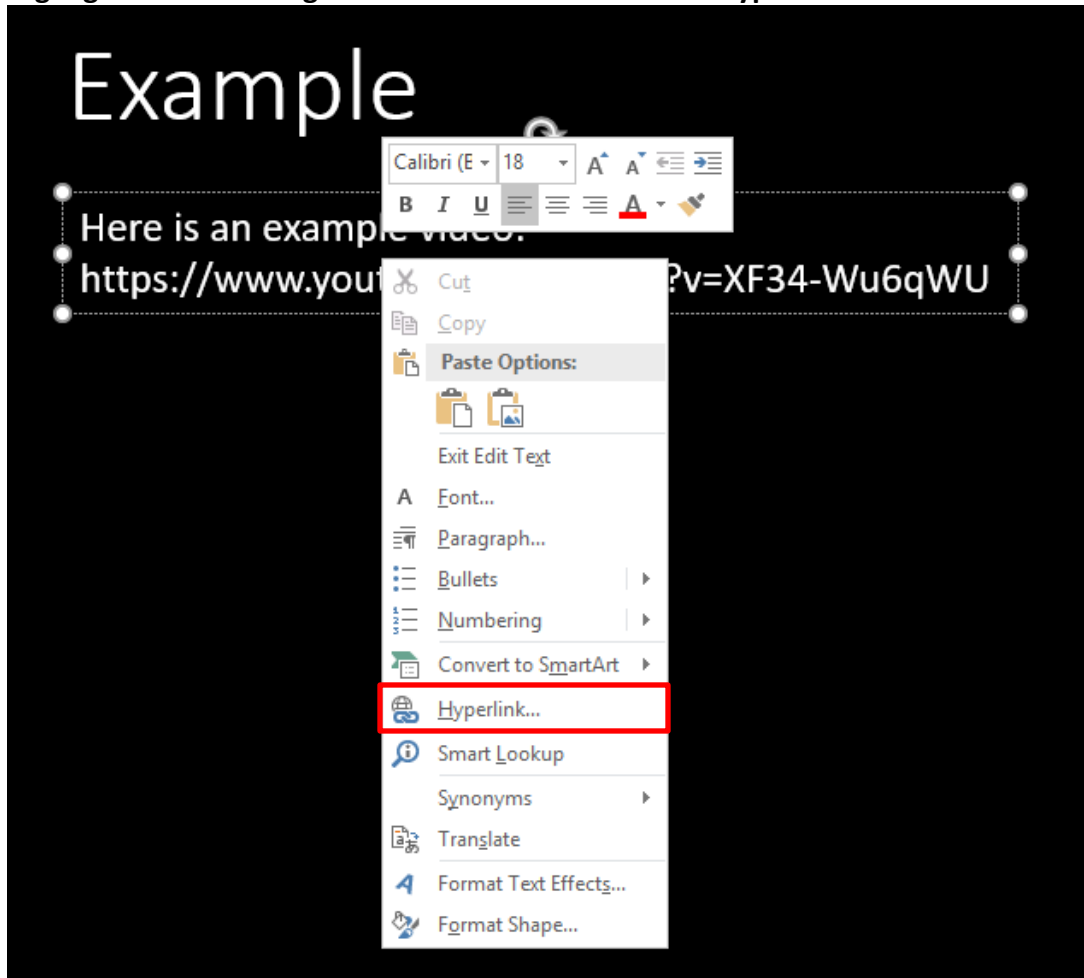 Example
Calibri (E 18 A A
B I U A
Here is an example video:
https://www.yout ?v=XF34-Wu6qWU
Cut
Copy
Paste Options:
Exit Edit Text
A Font...
Paragraph...
Bullets
Numbering
Convert to SmartArt
Hyperlink...
Smart Lookup
Synonyms
Translate
A Format Text Effects...
Format Shape...